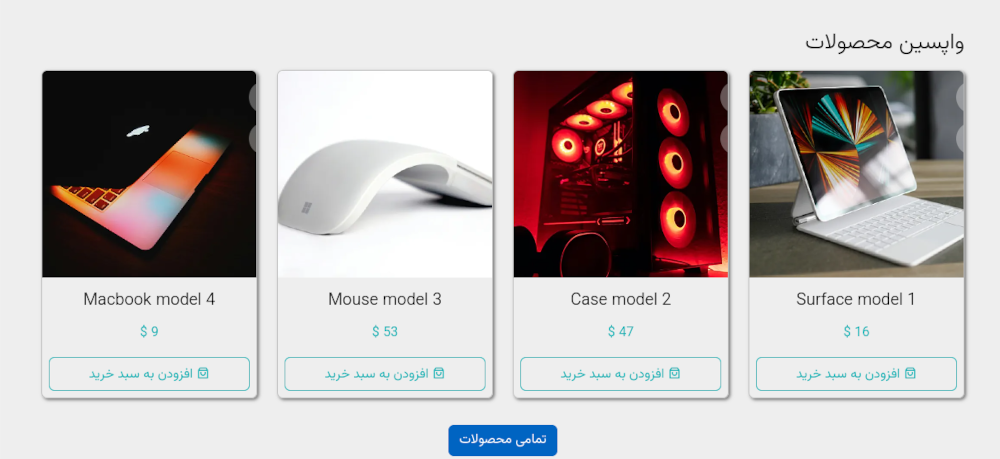 واپسین محصولات
Surface model 1
$ 16
افزودن به سبد خرید
Case model 2
$ 47
افزودن به سبد خرید
Mouse model 3
$ 53
افزودن به سبد خرید
Macbook model 4
$ 9
افزودن به سبد خرید
تمامی محصولات